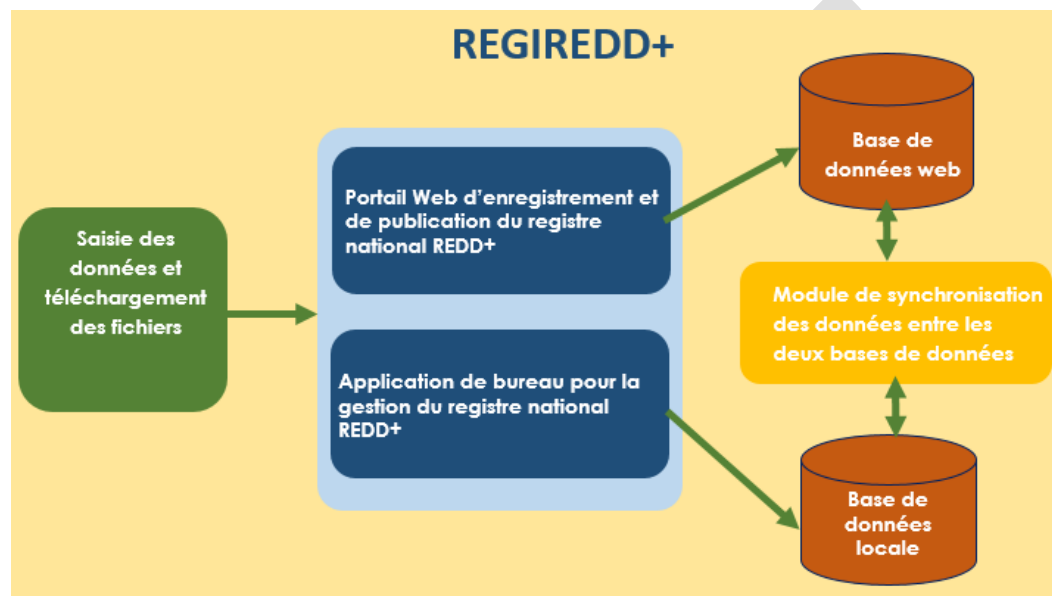 REGIREDD+
Saisie des
données et
téléchargement
des fichiers
Portail Web d'enregistrement et
de publication du registre
national REDD+
Application de bureau pour la
gestion du registre national
REDD+
Base de
données web
Module de synchronisation
des données entre les
deux bases de données
Base de
données
locale